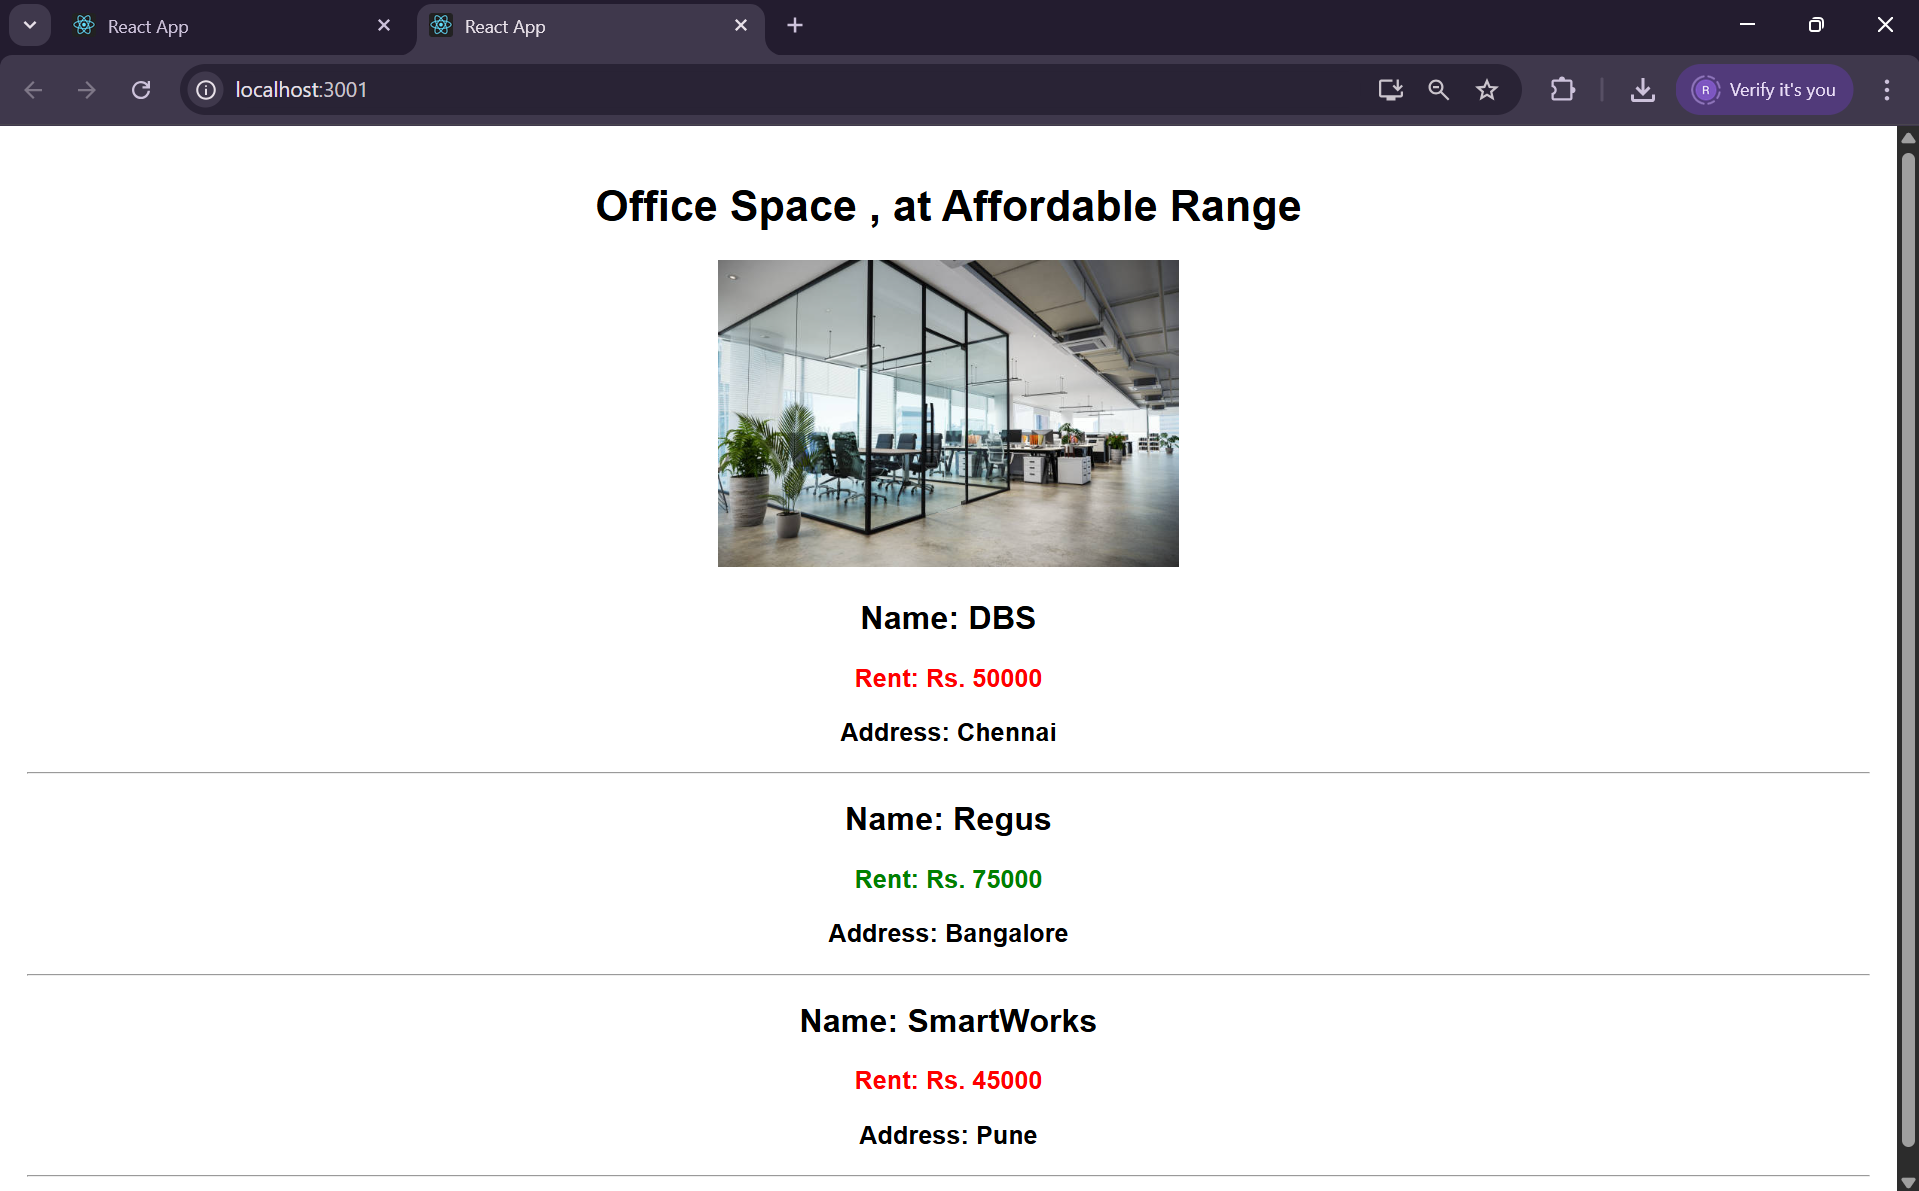 React App
React App
localhost:3001
R
Verify it's you
Office Space , at Affordable Range
Name: DBS
Rent: Rs. 50000
Address: Chennai
Name: Regus
Rent: Rs. 75000
Address: Bangalore
Name: SmartWorks
Rent: Rs. 45000
Address: Pune